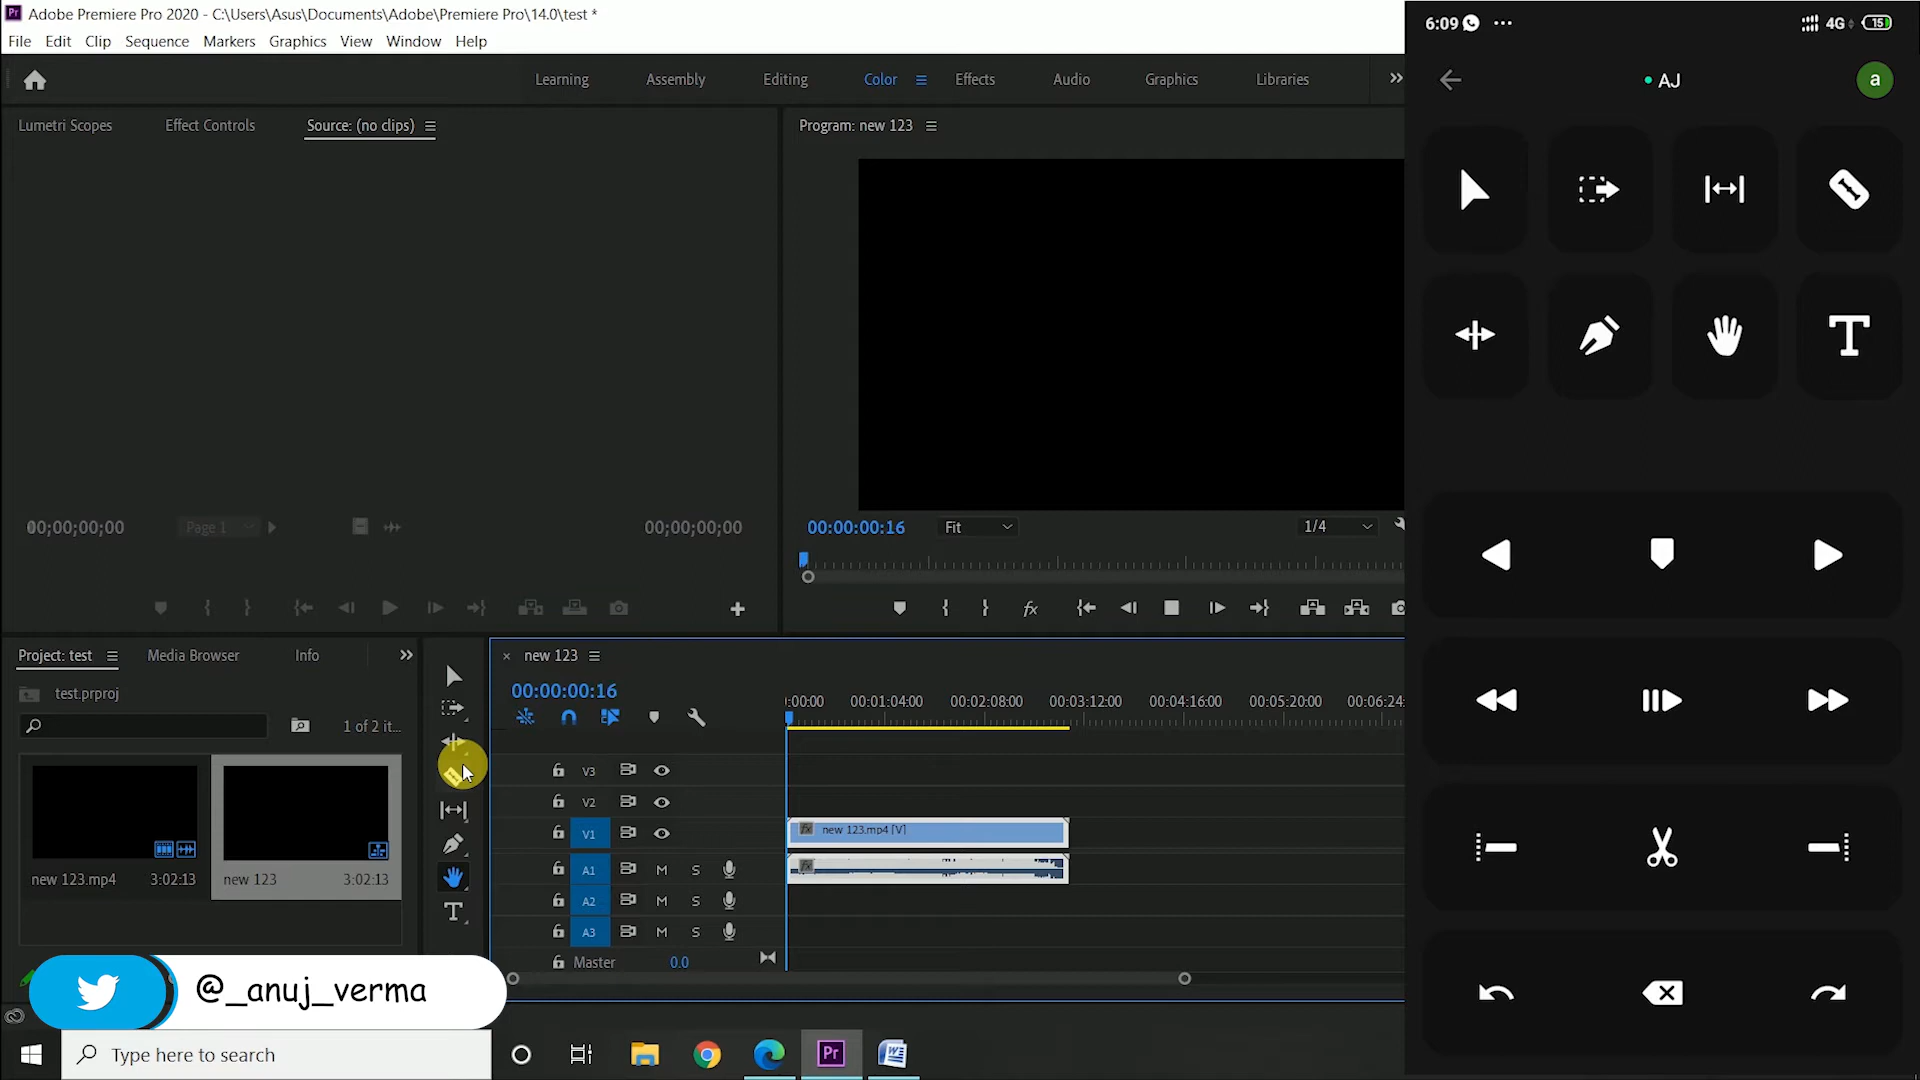 Adobe Premiere Pro 2020 - C:\Users\Asus\Documents\Adobe\Premiere Pro\14.0\test *
File Edit Clip Sequence Markers Graphics View Window Help
Learning Assembly Editing Color Effects Audio Graphics Libraries
Lumetri Scopes Effect Controls Source: (no clips)
Program: new 123
00;00;00;00 Page 1 00;00;00;00
00:00:00:16 Fit 1/4
Project: test Media Browser Info
test.prproj
1 of 2 it...
new 123.mp4 3:02:13
new 123 3:02:13
new 123
00:00:00:16
:00:00 00:01:04:00 00:02:08:00 00:03:12:00 00:04:16:00 00:05:20:00 00:06:24:
V3
V2
V1
new 123.mp4 [V]
fx
A1 M S
A2 M S
A3 M S
Master 0.0
@_anuj_verma
Type here to search
Pr
6:09 4G 15
AJ
a
T